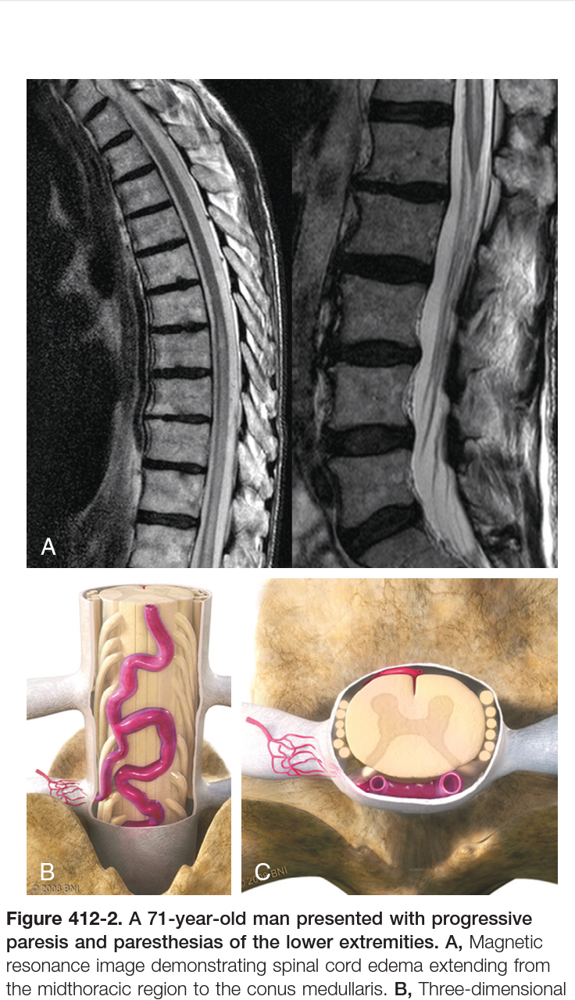 A
B
© 2008 BNI
C
© 2008 BNI
Figure 412-2. A 71-year-old man presented with progressive
paresis and paresthesias of the lower extremities. A, Magnetic
resonance image demonstrating spinal cord edema extending from
the midthoracic region to the conus medullaris. B, Three-dimensional